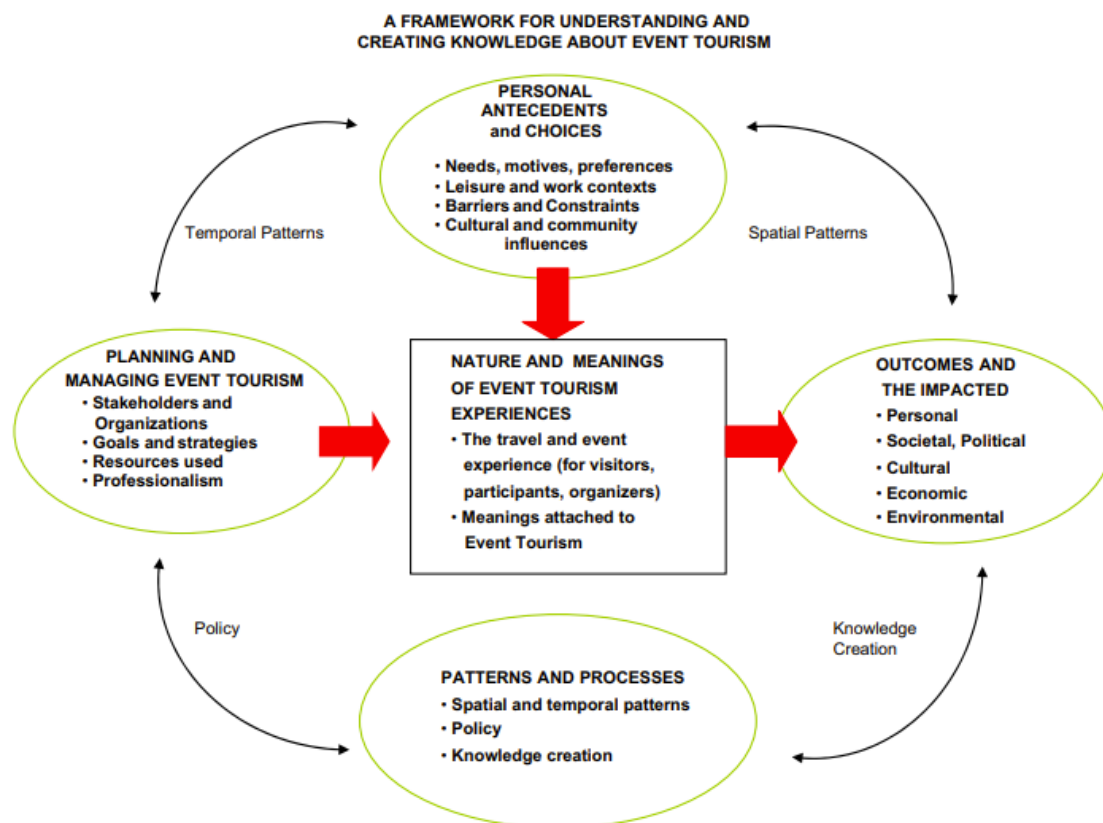 A FRAMEWORK FOR UNDERSTANDING AND
CREATING KNOWLEDGE ABOUT EVENT TOURISM
PERSONAL
ANTECEDENTS
and CHOICES
• Needs, motives, preferences
• Leisure and work contexts
• Barriers and Constraints
• Cultural and community
influences
Temporal Patterns
Spatial Patterns
PLANNING AND
MANAGING EVENT TOURISM
• Stakeholders and
Organizations
• Goals and strategies
• Resources used
• Professionalism
NATURE AND MEANINGS
OF EVENT TOURISM
EXPERIENCES
• The travel and event
experience (for visitors,
participants, organizers)
• Meanings attached to
Event Tourism
OUTCOMES AND
THE IMPACTED
• Personal
• Societal, Political
• Cultural
• Economic
• Environmental
Policy
Knowledge
Creation
PATTERNS AND PROCESSES
• Spatial and temporal patterns
• Policy
• Knowledge creation